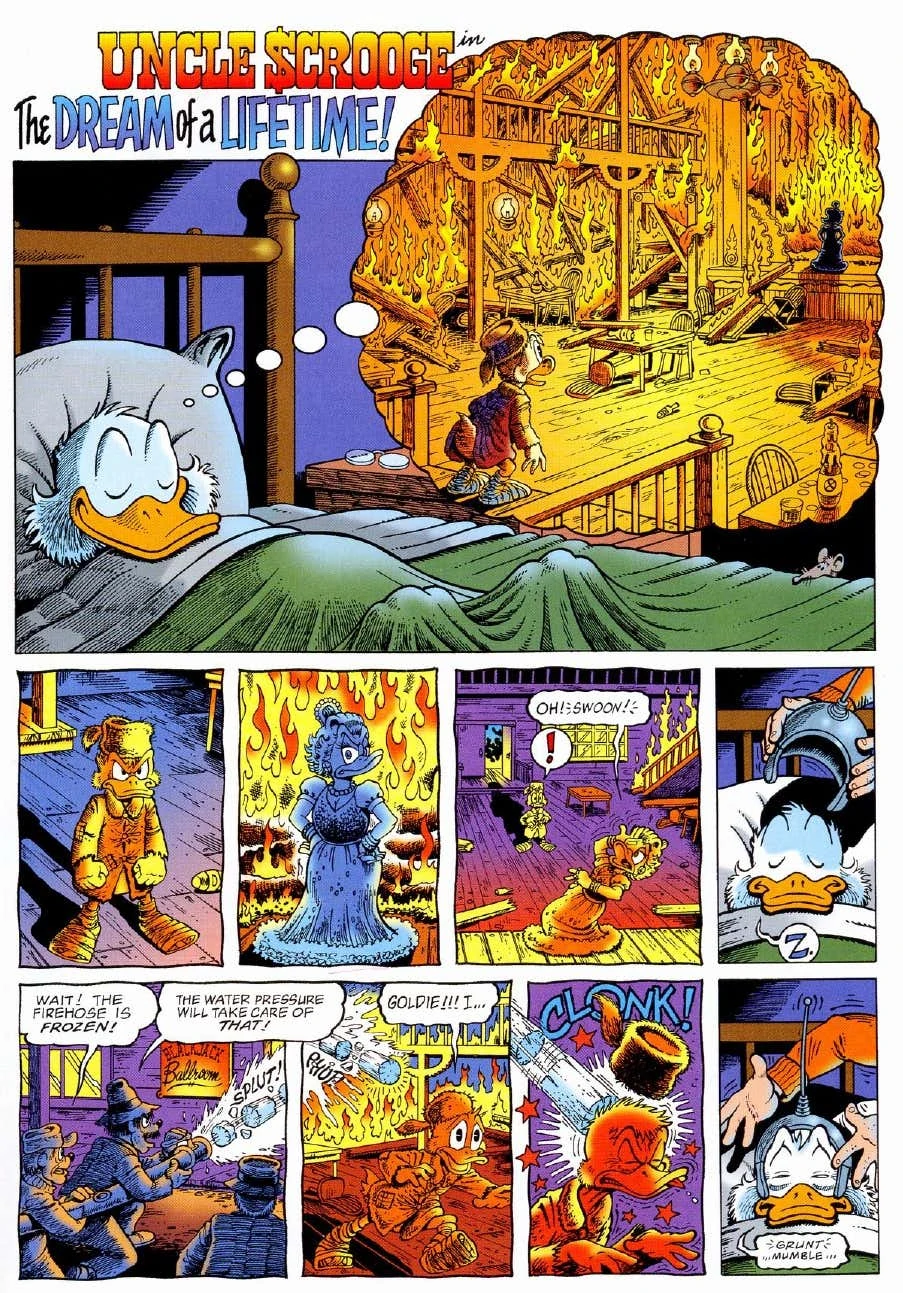 UNCLE $CROOGE in
The DREAM of a LIFETIME!
OH! SWOON!
!
Z.
WAIT! THE
FIREHOSE IS
FROZEN!
THE WATER PRESSURE
WILL TAKE CARE OF
THAT!
BLACKJACK
Ballroom
SPLUT!
GOLDIE!!! I...
CLONK!
GRUNT
...MUMBLE...